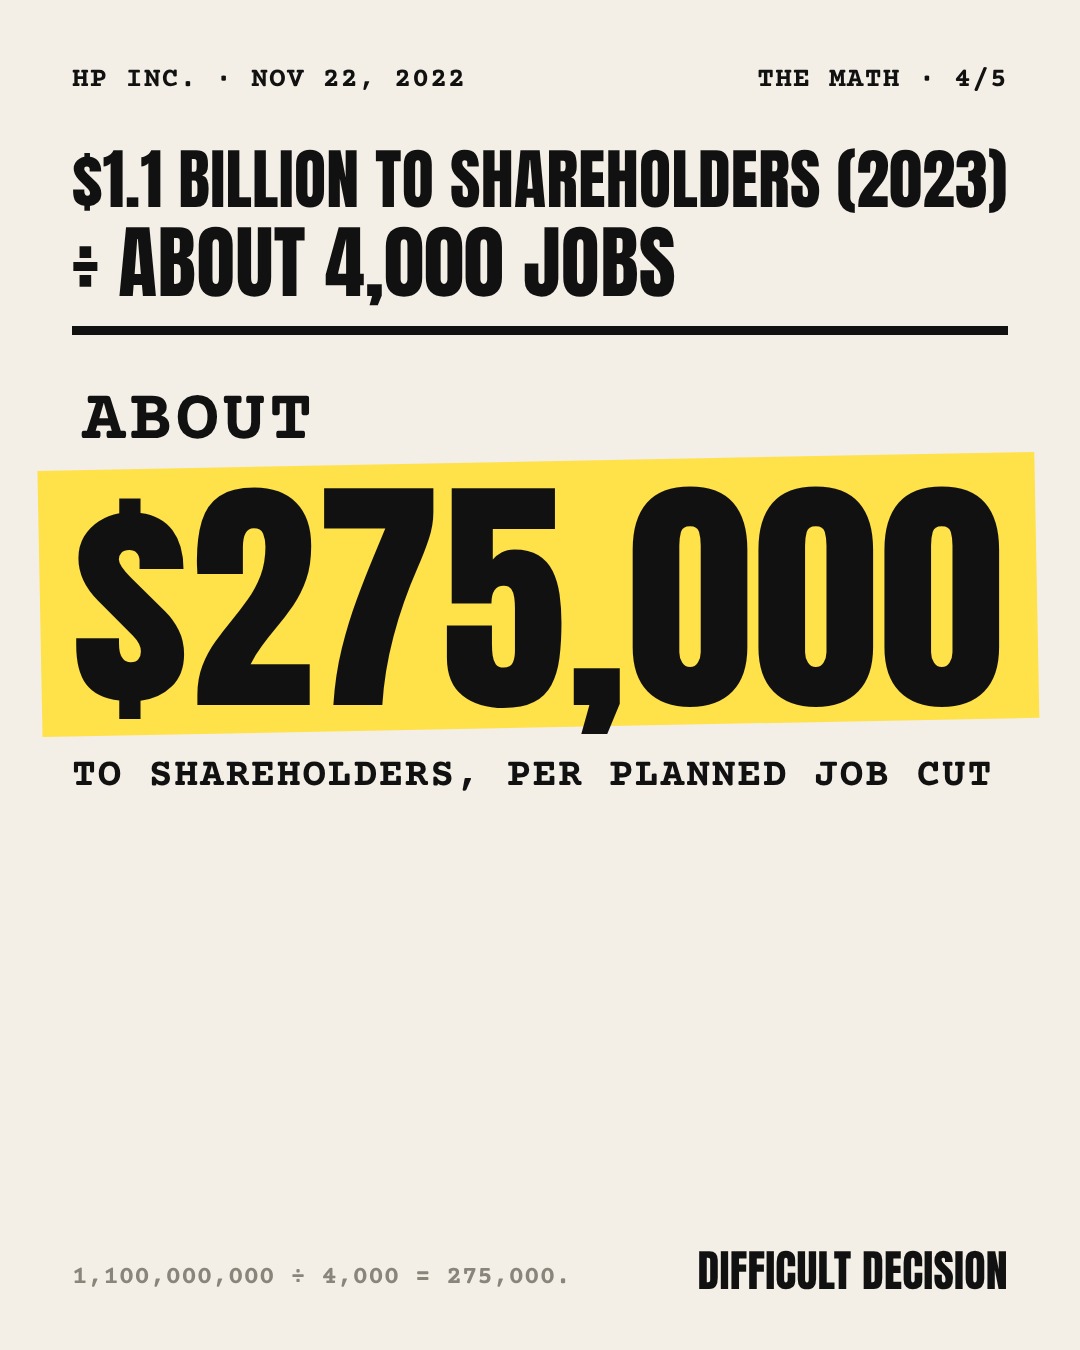 HP INC. · NOV 22, 2022
THE MATH · 4/5
$1.1 BILLION TO SHAREHOLDERS (2023)
÷ ABOUT 4,000 JOBS
ABOUT
$275,000
TO SHAREHOLDERS, PER PLANNED JOB CUT
1,100,000,000 ÷ 4,000 = 275,000.
DIFFICULT DECISION